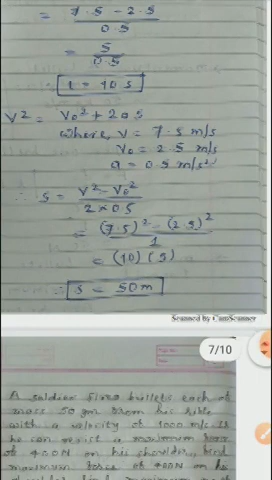 = 7.5 - 2.5 / 0.5
= 5 / 0.5
t = 10 s
V² = V₀² + 2as
where, V = 7.5 m/s
V₀ = 2.5 m/s
a = 0.5 m/s²
∴ s = V² - V₀² / 2 × 0.5
= (7.5)² - (2.5)² / 1
= (10) (5)
s = 50 m
Scanned by CamScanner
7/10
A soldier fires bullets each of
mass 50 gm from his rifle
with a velocity of 1000 m/s. If
he can resist a maximum force
of 400N on his shoulder, find
maximum force of 400N on his